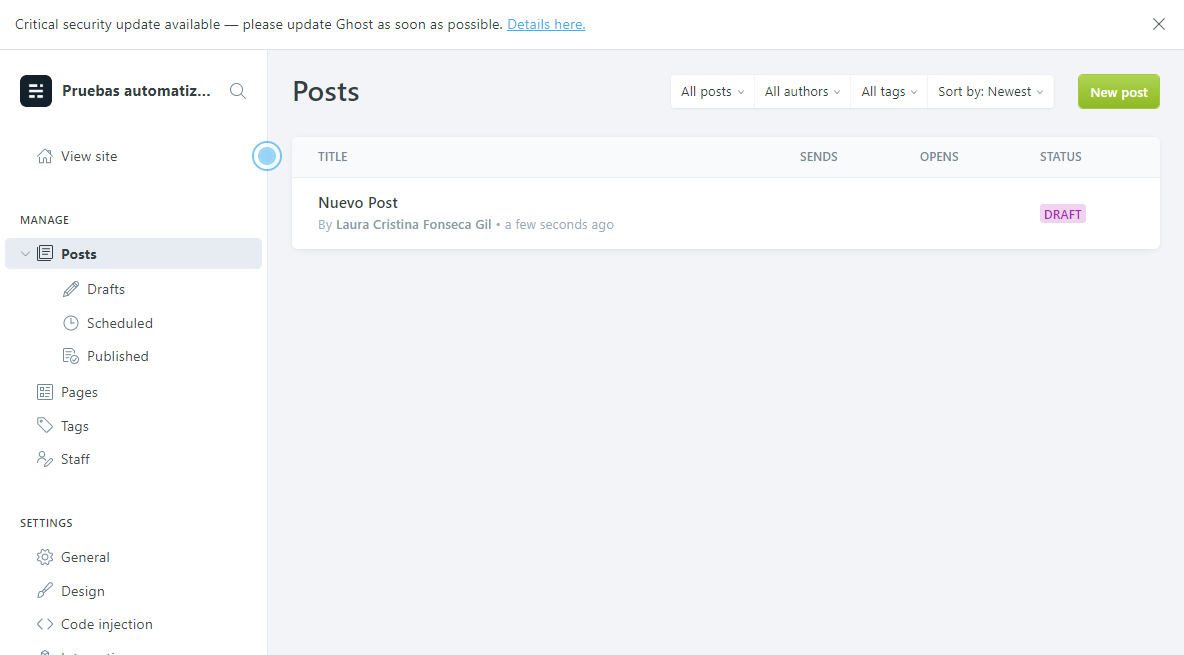 Critical security update available — please update Ghost as soon as possible. Details here.
Pruebas automatiz...
View site
MANAGE
Posts
Drafts
Scheduled
Published
Pages
Tags
Staff
SETTINGS
General
Design
Code injection
Posts
All posts
All authors
All tags
Sort by: Newest
New post
TITLE SENDS OPENS STATUS
Nuevo Post
By Laura Cristina Fonseca Gil • a few seconds ago
DRAFT